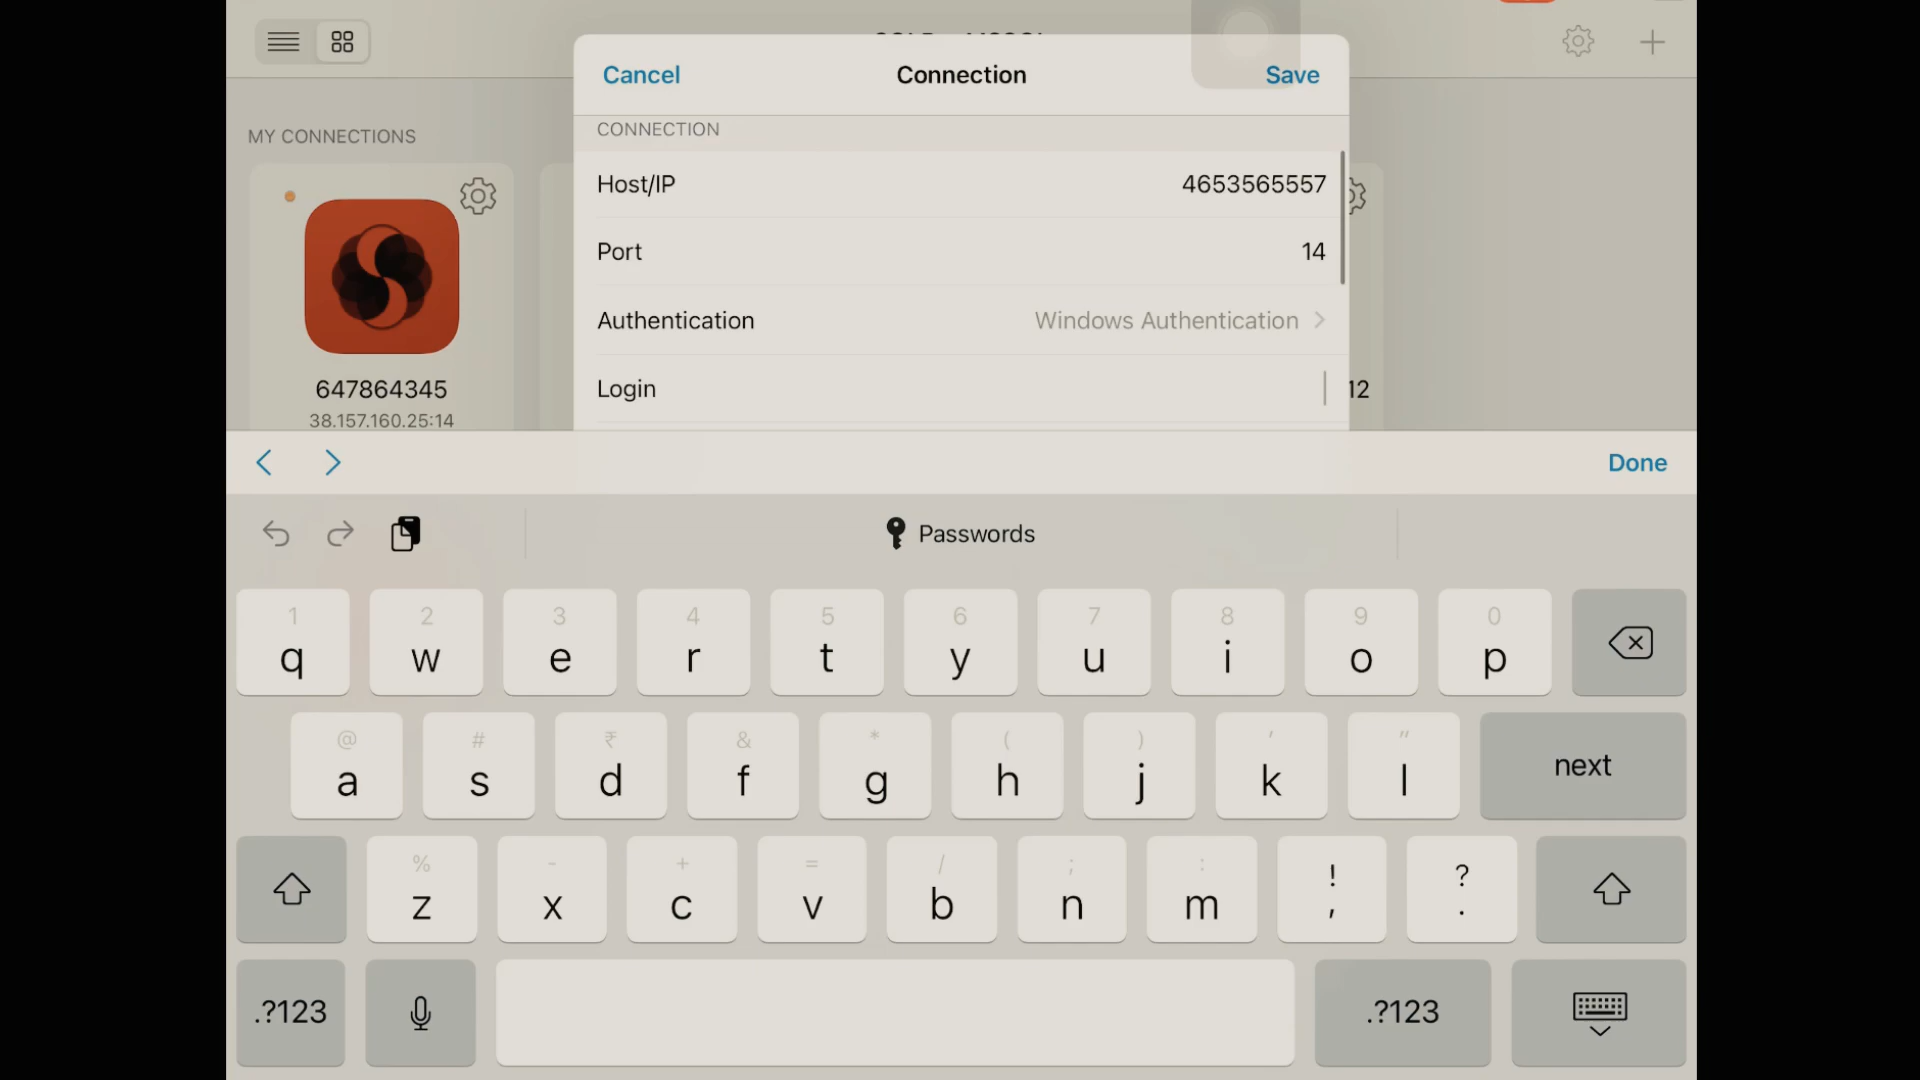 Cancel
Connection
Save
MY CONNECTIONS
CONNECTION
Host/IP 4653565557
Port 14
Authentication Windows Authentication
Login
647864345
38.157.160.25:14
12
Done
Passwords
1 2 3 4 5 6 7 8 9 0
q w e r t y u i o p
@ # ₹ & * ( ) ' "
a s d f g h j k l next
% - + = / ; : ! ?
z x c v b n m , .
.?123 .?123